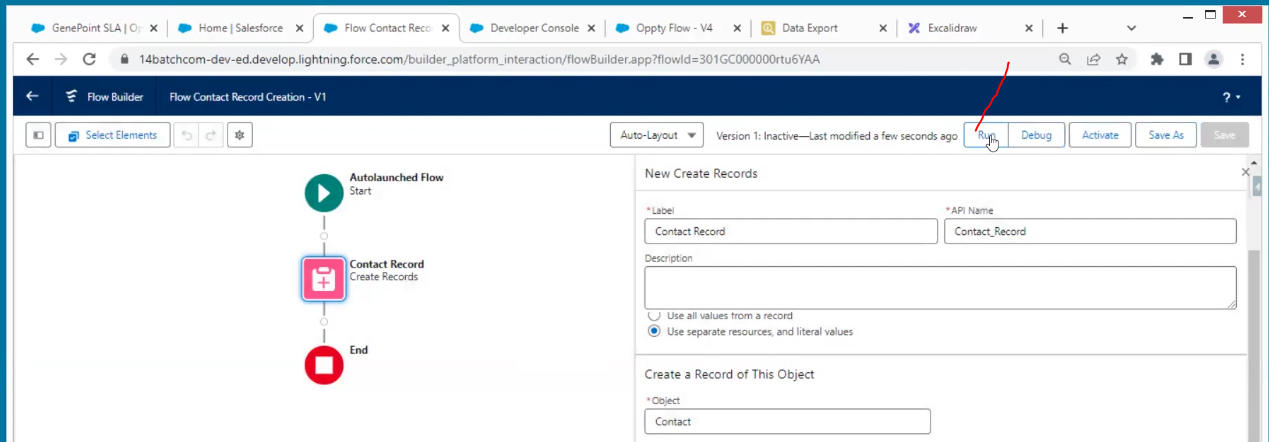 GenePoint SLA | Op
Home | Salesforce
Flow Contact Reco
Developer Console
Oppty Flow - V4
Data Export
Excalidraw
14batchcom-dev-ed.develop.lightning.force.com/builder_platform_interaction/flowBuilder.app?flowId=301GC000000rtu6YAA
Flow Builder
Flow Contact Record Creation - V1
?
Select Elements
Auto-Layout
Version 1: Inactive—Last modified a few seconds ago
Run
Debug
Activate
Save As
Save
Autolaunched Flow
Start
Contact Record
Create Records
End
New Create Records
*Label
*API Name
Contact Record
Contact_Record
Description
Use all values from a record
Use separate resources, and literal values
Create a Record of This Object
*Object
Contact